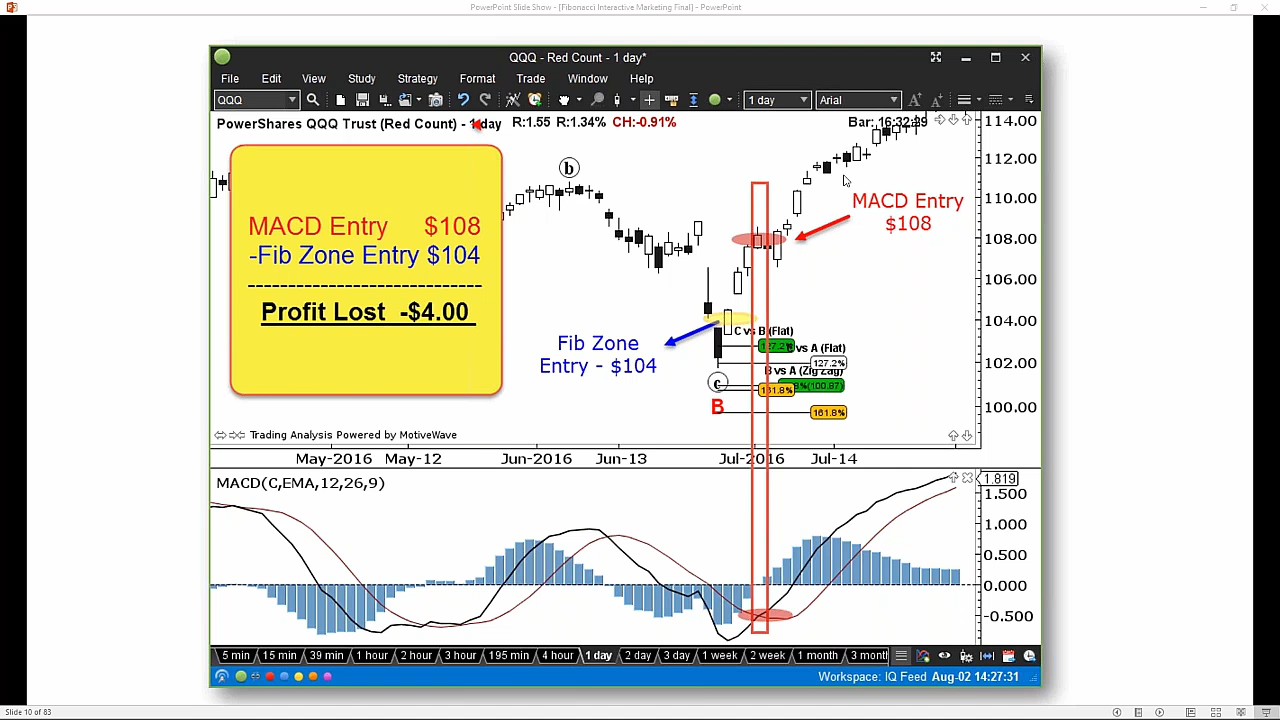 PowerPoint Slide Show - [Fibonacci Interactive Marketing Final] - PowerPoint
QQQ - Red Count - 1 day*
File Edit View Study Strategy Format Trade Window Help
QQQ 1 day Arial
PowerShares QQQ Trust (Red Count) - 1 day R:1.55 R:1.34% CH:-0.91% Bar: 16:32:29
114.00
112.00
110.00
108.00
106.00
104.00
102.00
100.00
MACD Entry $108
-Fib Zone Entry $104
-----------------------------
Profit Lost -$4.00
b
MACD Entry
$108
Fib Zone
Entry - $104
C vs B (Flat)
127.2%
vs A (Flat)
127.2%
B vs A (Zig Zag)
%(100.87)
161.8%
161.8%
c
B
Trading Analysis Powered by MotiveWave
May-2016 May-12 Jun-2016 Jun-13 Jul-2016 Jul-14
MACD(C,EMA,12,26,9)
1.819
1.500
1.000
0.500
0.000
-0.500
5 min 15 min 39 min 1 hour 2 hour 3 hour 195 min 4 hour 1 day 2 day 3 day 1 week 2 week 1 month 3 month
Workspace: IQ Feed Aug-02 14:27:31
Slide 10 of 83